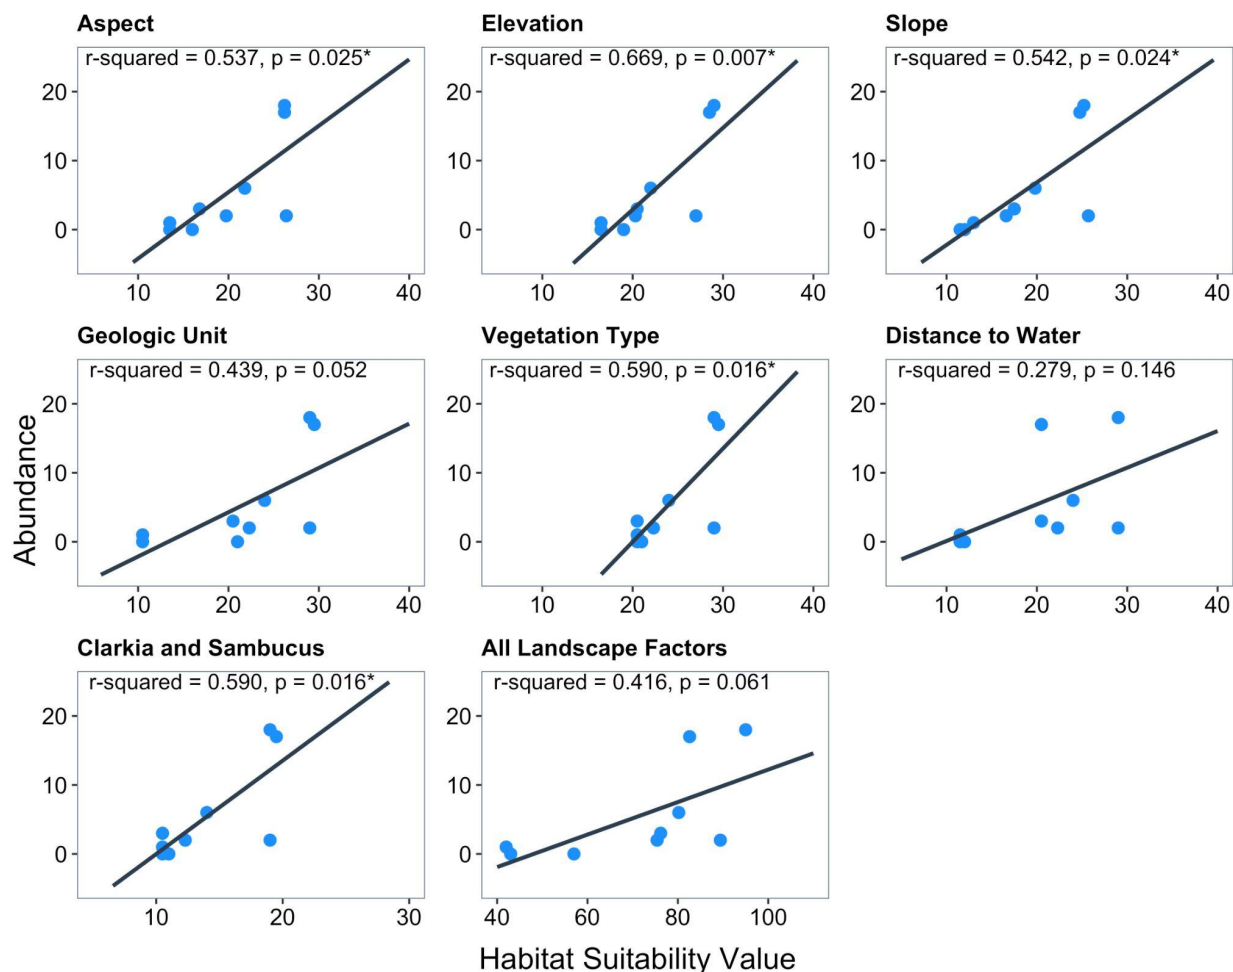 Aspect
r-squared = 0.537, p = 0.025*
20
10
0
10 20 30 40
Elevation
r-squared = 0.669, p = 0.007*
20
10
0
10 20 30 40
Slope
r-squared = 0.542, p = 0.024*
20
10
0
10 20 30 40
Geologic Unit
r-squared = 0.439, p = 0.052
20
10
0
10 20 30 40
Vegetation Type
r-squared = 0.590, p = 0.016*
20
10
0
10 20 30 40
Distance to Water
r-squared = 0.279, p = 0.146
20
10
0
10 20 30 40
Abundance
Clarkia and Sambucus
r-squared = 0.590, p = 0.016*
20
10
0
10 20 30
All Landscape Factors
r-squared = 0.416, p = 0.061
20
10
0
40 60 80 100
Habitat Suitability Value